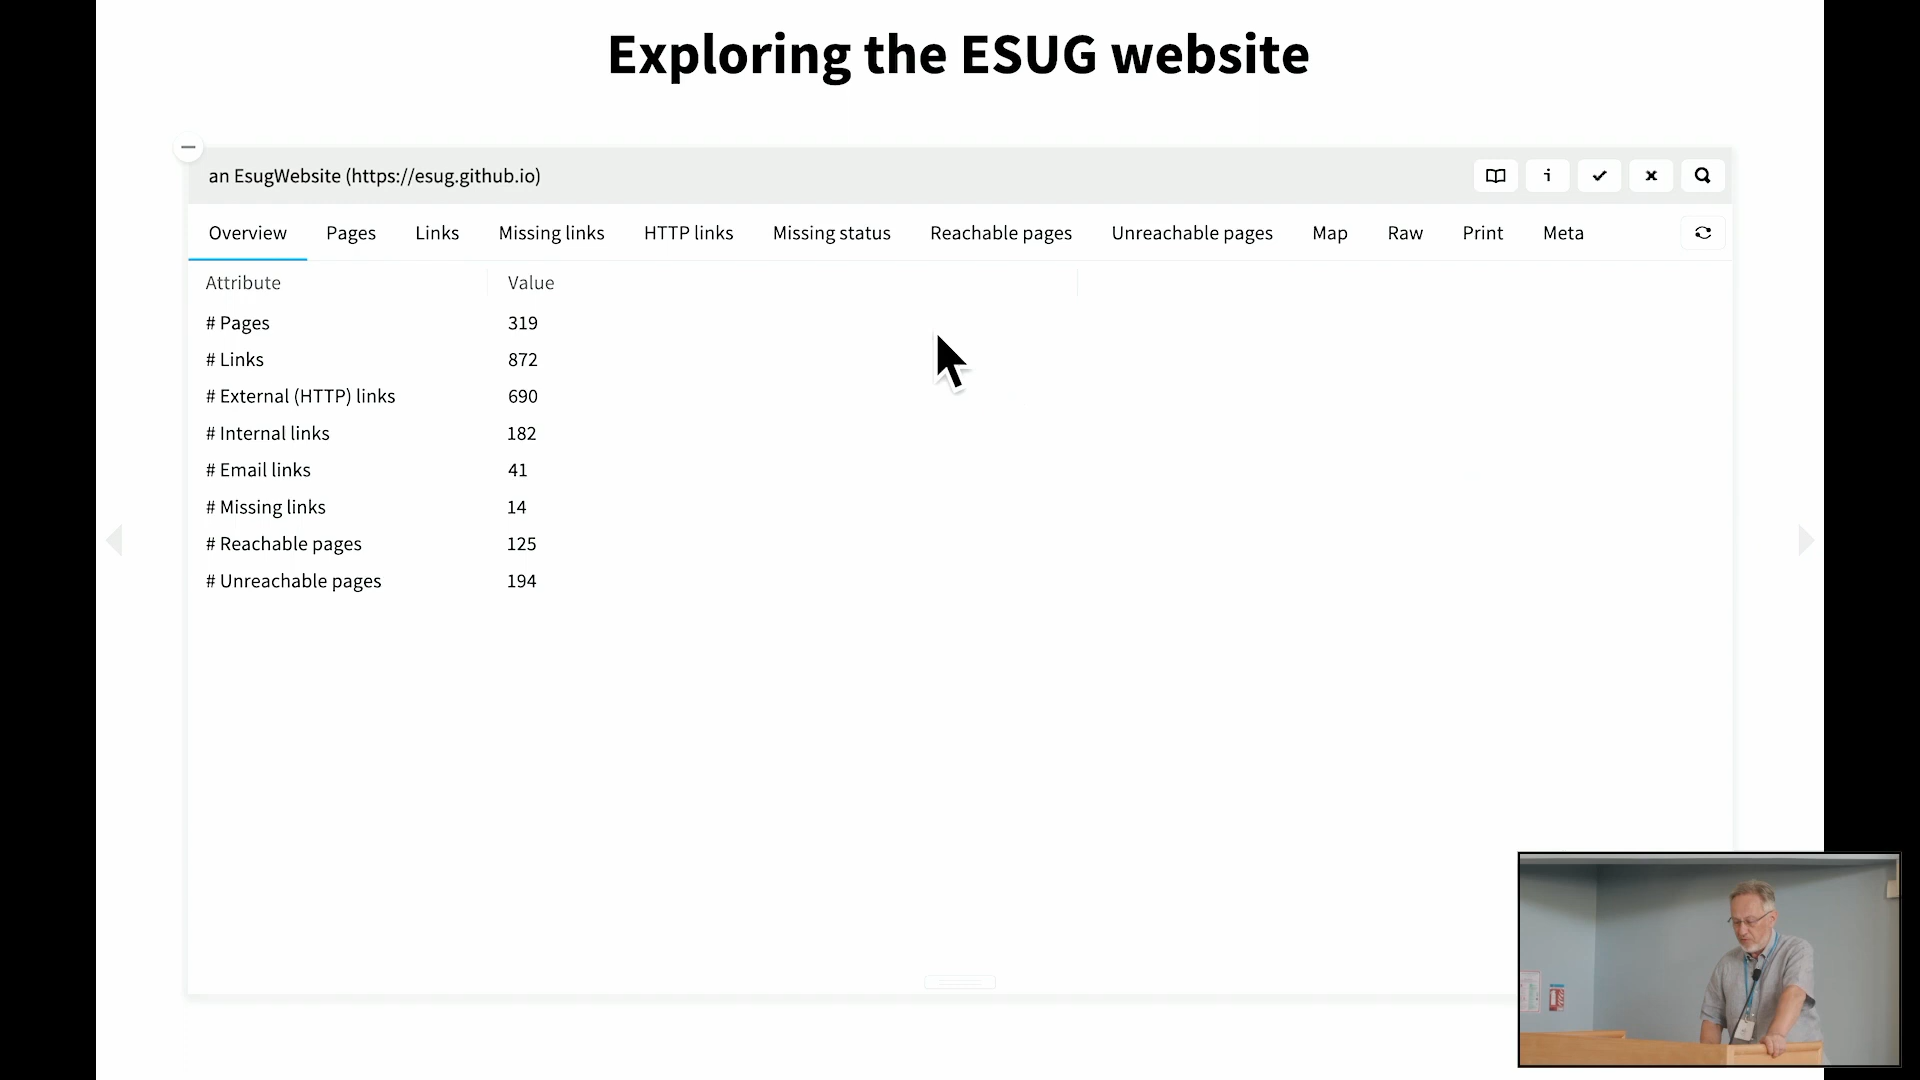 Exploring the ESUG website
an EsugWebsite (https://esug.github.io)
Overview Pages Links Missing links HTTP links Missing status Reachable pages Unreachable pages Map Raw Print Meta
Attribute Value
# Pages 319
# Links 872
# External (HTTP) links 690
# Internal links 182
# Email links 41
# Missing links 14
# Reachable pages 125
# Unreachable pages 194